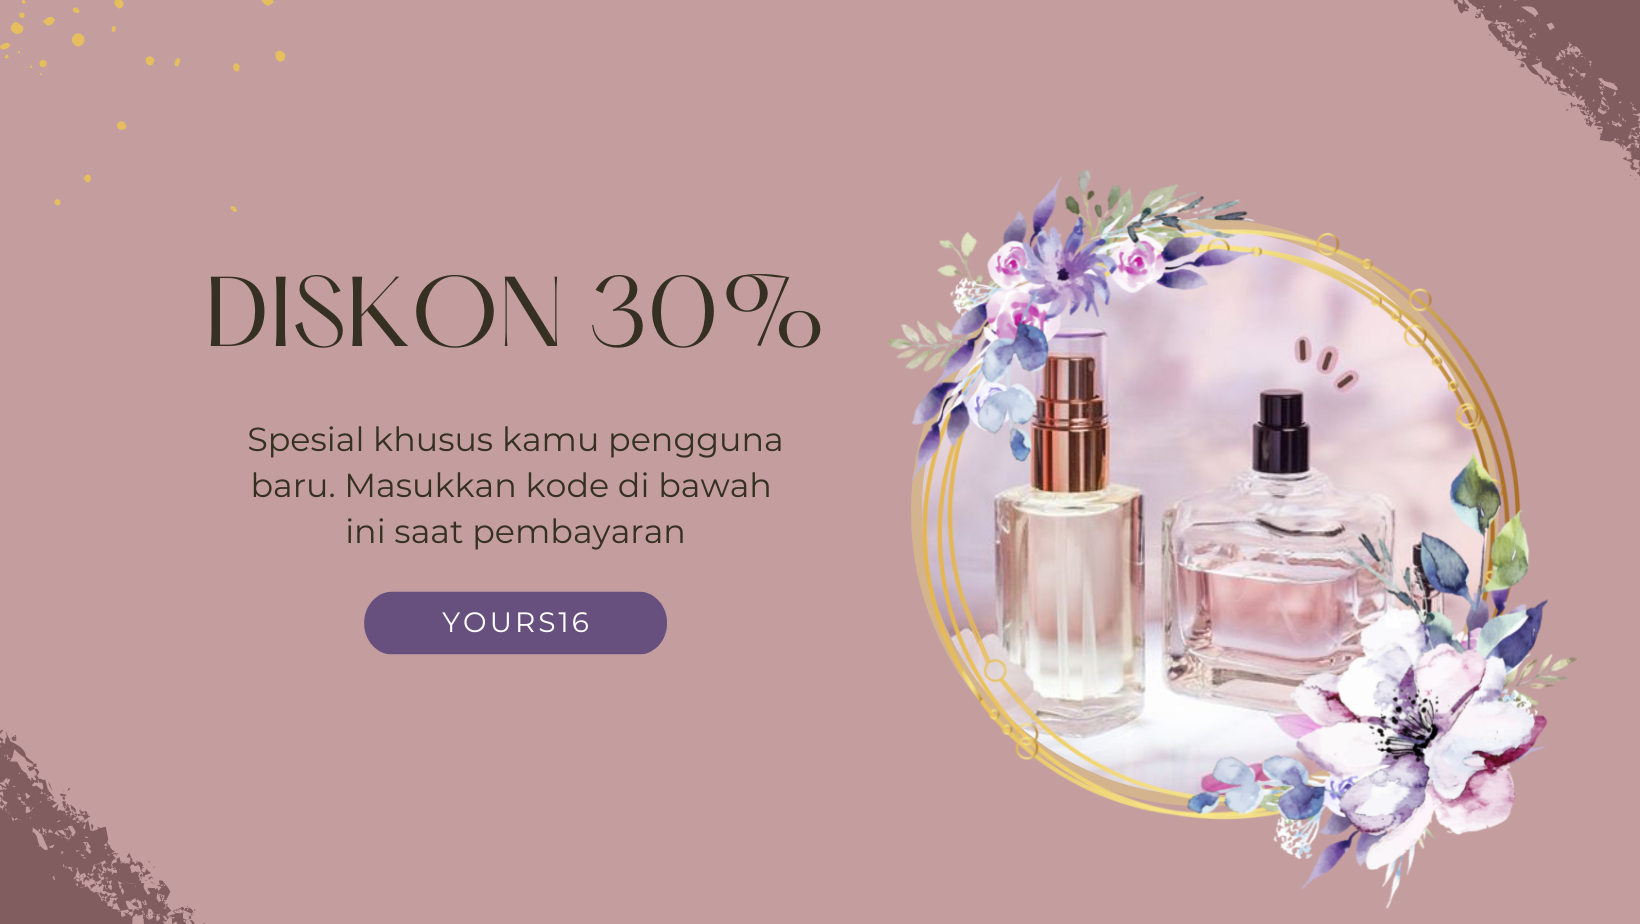 DISKON 30%
Spesial khusus kamu pengguna
baru. Masukkan kode di bawah
ini saat pembayaran
YOURS16